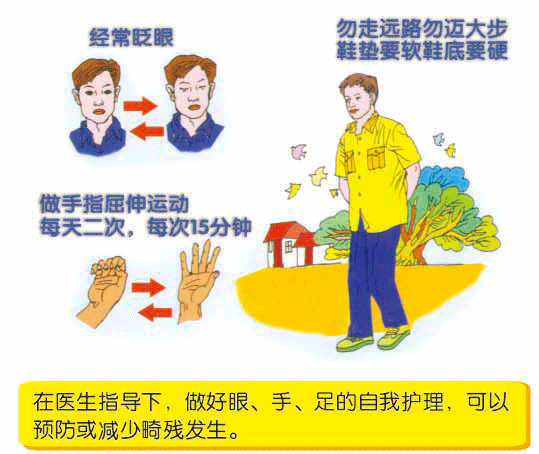 经常眨眼
勿走远路勿迈大步
鞋垫要软鞋底要硬
做手指屈伸运动
每天二次，每次15分钟
在医生指导下，做好眼、手、足的自我护理，可以
预防或减少畸残发生。